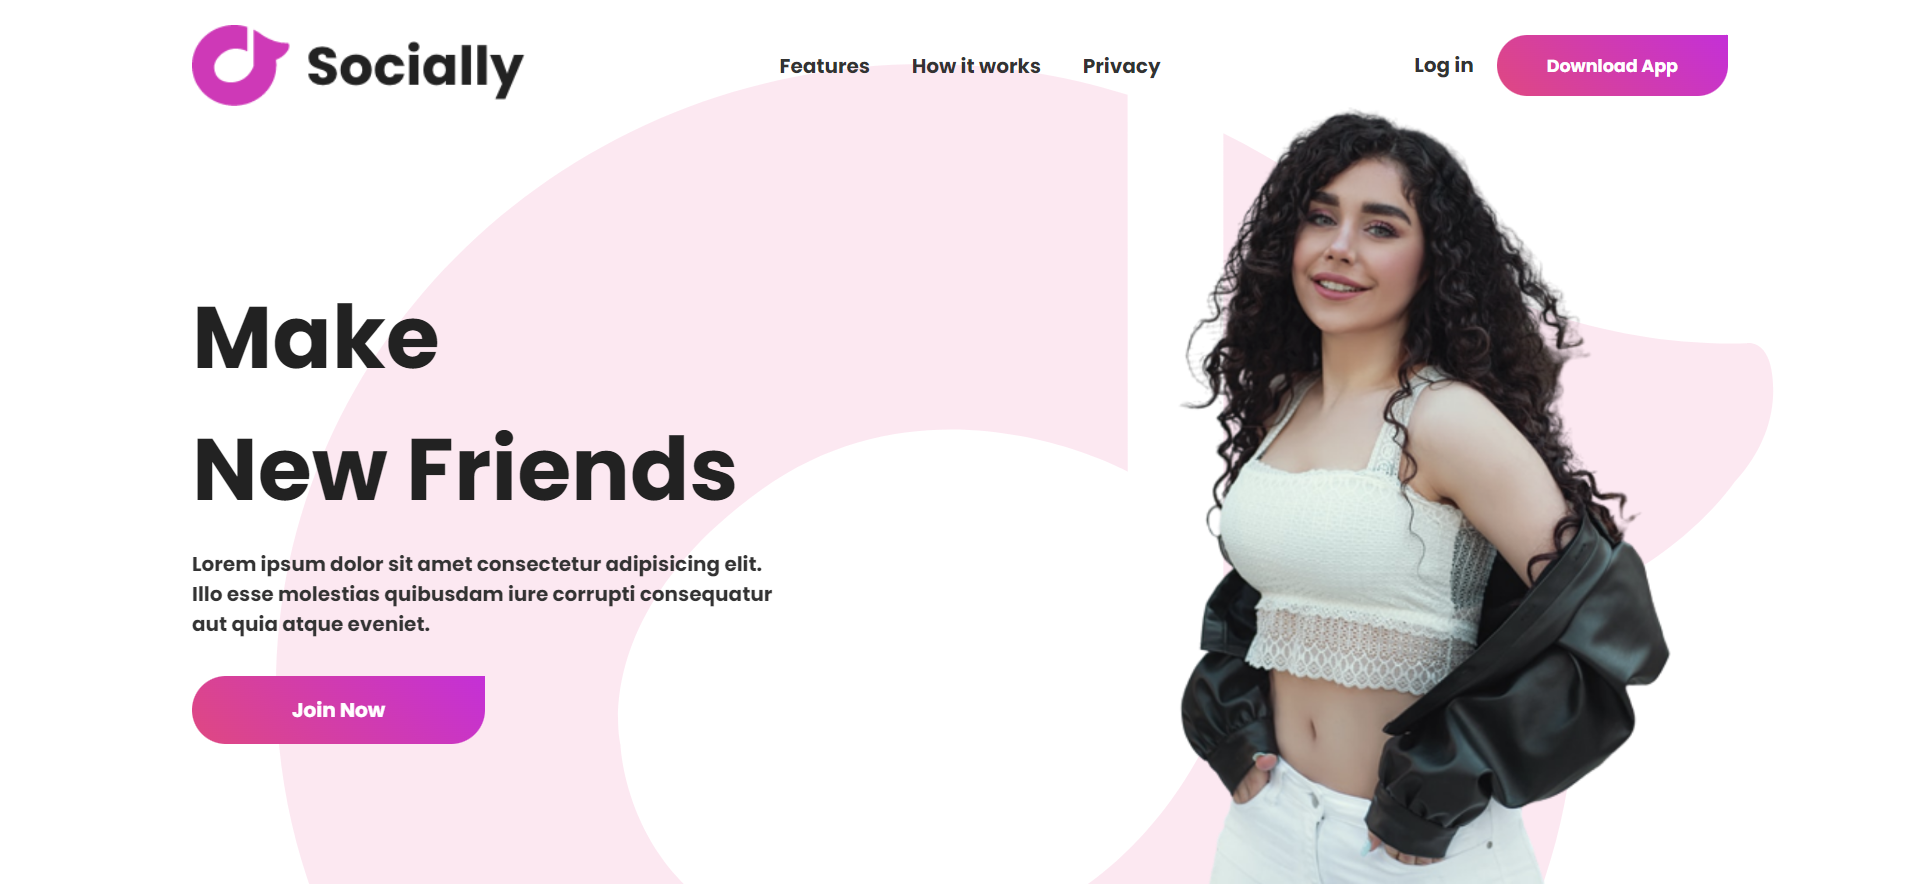 Socially
Features
How it works
Privacy
Log in
Download App
Make
New Friends
Lorem ipsum dolor sit amet consectetur adipisicing elit.
Illo esse molestias quibusdam iure corrupti consequatur
aut quia atque eveniet.
Join Now